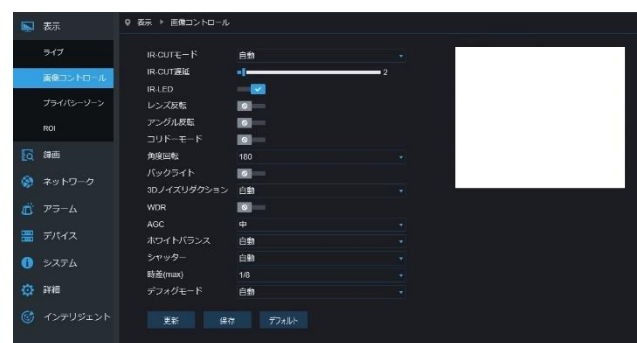 表示
ライブ
画像コントロール
プライバシーゾーン
ROI
録画
ネットワーク
アラーム
デバイス
システム
詳細
インテリジェント
表示 ▸ 画像コントロール
IR-CUTモード 自動
IR-CUT遅延 2
IR-LED
レンズ反転
アングル反転
コリドーモード
角度回転 180
バックライト
3Dノイズリダクション 自動
WDR
AGC 中
ホワイトバランス 自動
シャッター 自動
時差(max) 1/8
デフォグモード 自動
更新 保存 デフォルト